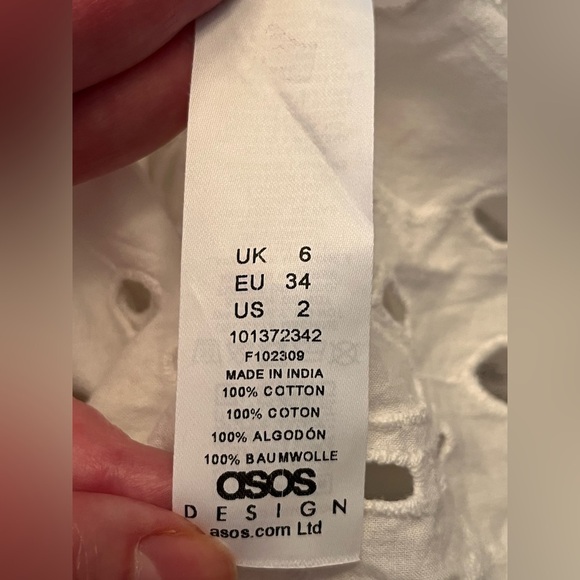 UK 6
EU 34
US 2
101372342
F102309
MADE IN INDIA
100% COTTON
100% COTON
100% ALGODÓN
100% BAUMWOLLE
asos
DESIGN
asos.com Ltd